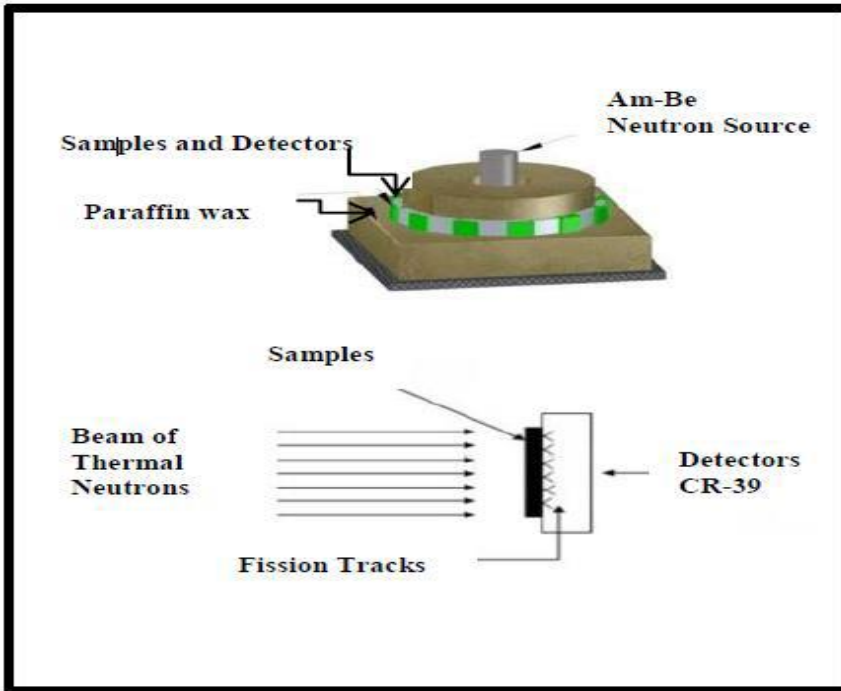 Am-Be
Neutron Source
Samples and Detectors
Paraffin wax
Samples
Beam of
Thermal
Neutrons
Detectors
CR-39
Fission Tracks